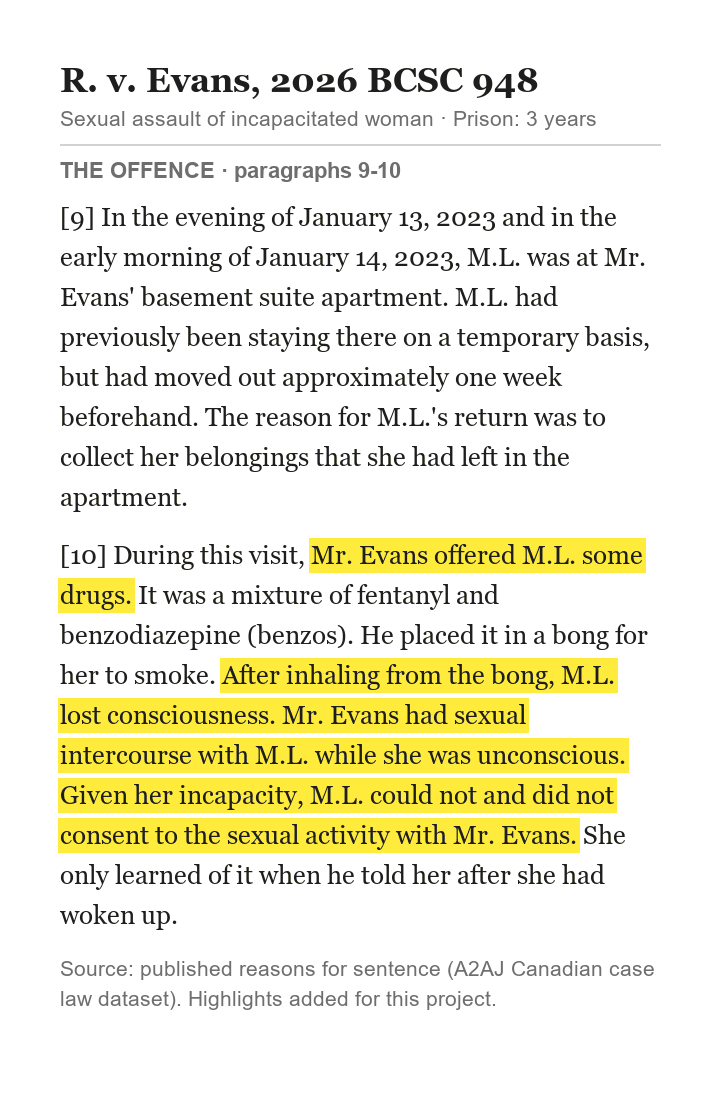 R. v. Evans, 2026 BCSC 948
Sexual assault of incapacitated woman · Prison: 3 years
THE OFFENCE · paragraphs 9-10
[9] In the evening of January 13, 2023 and in the
early morning of January 14, 2023, M.L. was at Mr.
Evans' basement suite apartment. M.L. had
previously been staying there on a temporary basis,
but had moved out approximately one week
beforehand. The reason for M.L.'s return was to
collect her belongings that she had left in the
apartment.
[10] During this visit, Mr. Evans offered M.L. some
drugs. It was a mixture of fentanyl and
benzodiazepine (benzos). He placed it in a bong for
her to smoke. After inhaling from the bong, M.L.
lost consciousness. Mr. Evans had sexual
intercourse with M.L. while she was unconscious.
Given her incapacity, M.L. could not and did not
consent to the sexual activity with Mr. Evans. She
only learned of it when he told her after she had
woken up.
Source: published reasons for sentence (A2AJ Canadian case
law dataset). Highlights added for this project.